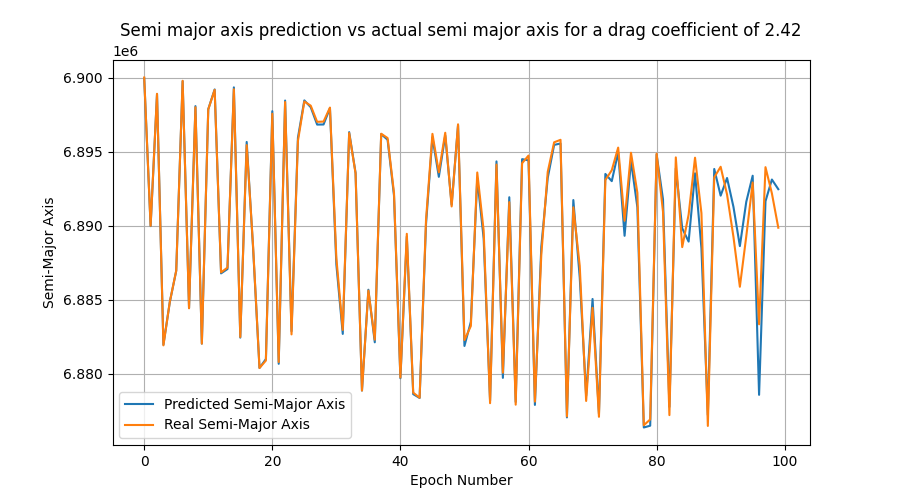 Semi major axis prediction vs actual semi major axis for a drag coefficient of 2.42
1e6
6.900
6.895
6.890
6.885
6.880
Semi-Major Axis
Predicted Semi-Major Axis
Real Semi-Major Axis
0 20 40 60 80 100
Epoch Number